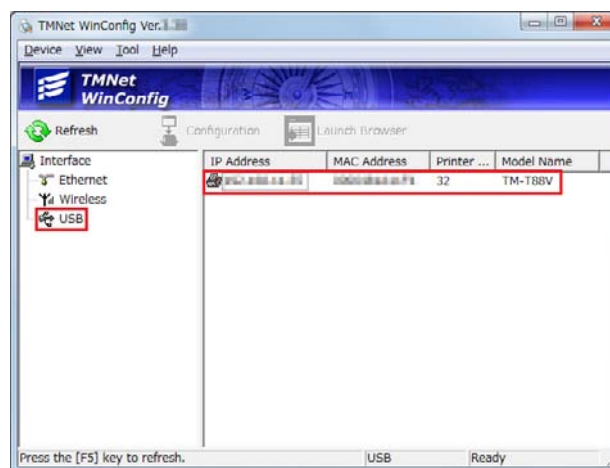 TMNet WinConfig Ver.
Device View Tool Help
TMNet
WinConfig
Refresh Configuration Launch Browser
Interface
Ethernet
Wireless
USB
IP Address MAC Address Printer ... Model Name
32 TM-T88V
Press the [F5] key to refresh. USB Ready